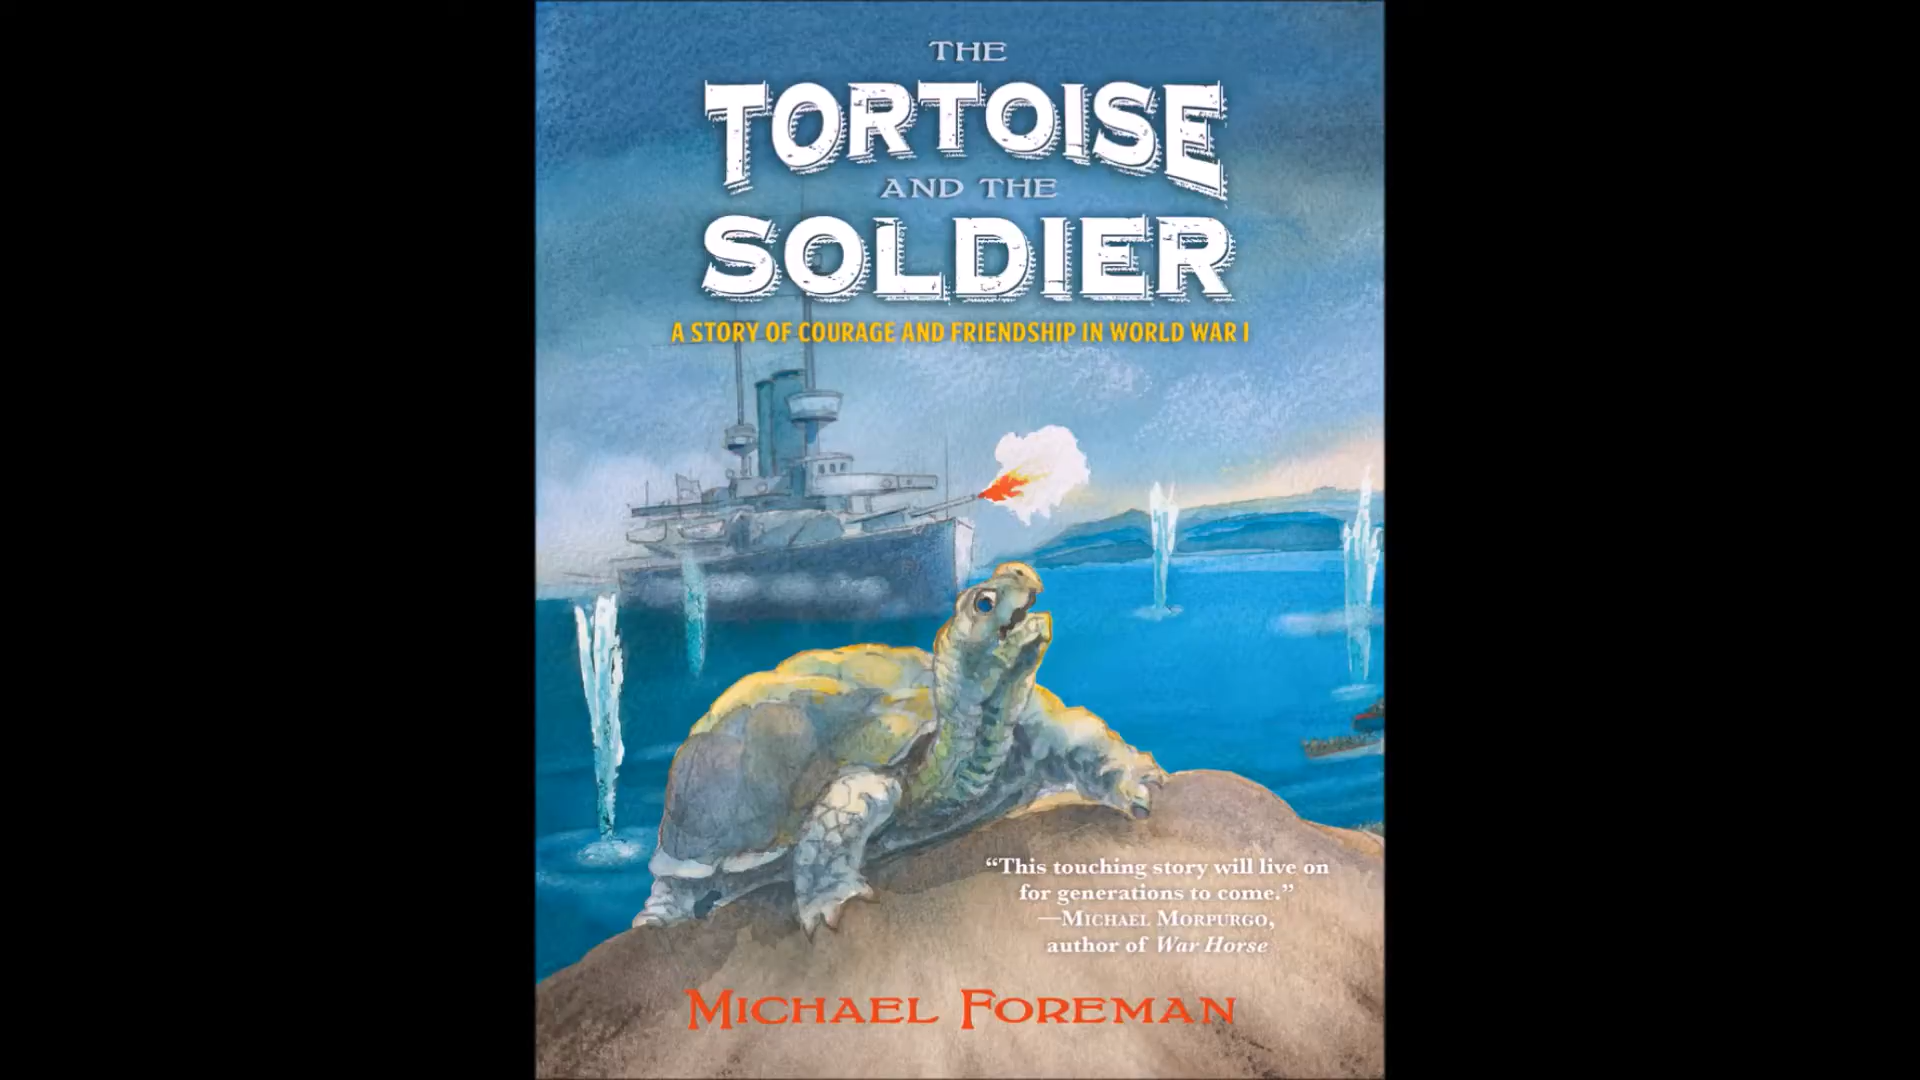 THE
TORTOISE
AND THE
SOLDIER
A STORY OF COURAGE AND FRIENDSHIP IN WORLD WAR I
“This touching story will live on
for generations to come.”
—MICHAEL MORPURGO,
author of War Horse
MICHAEL FOREMAN